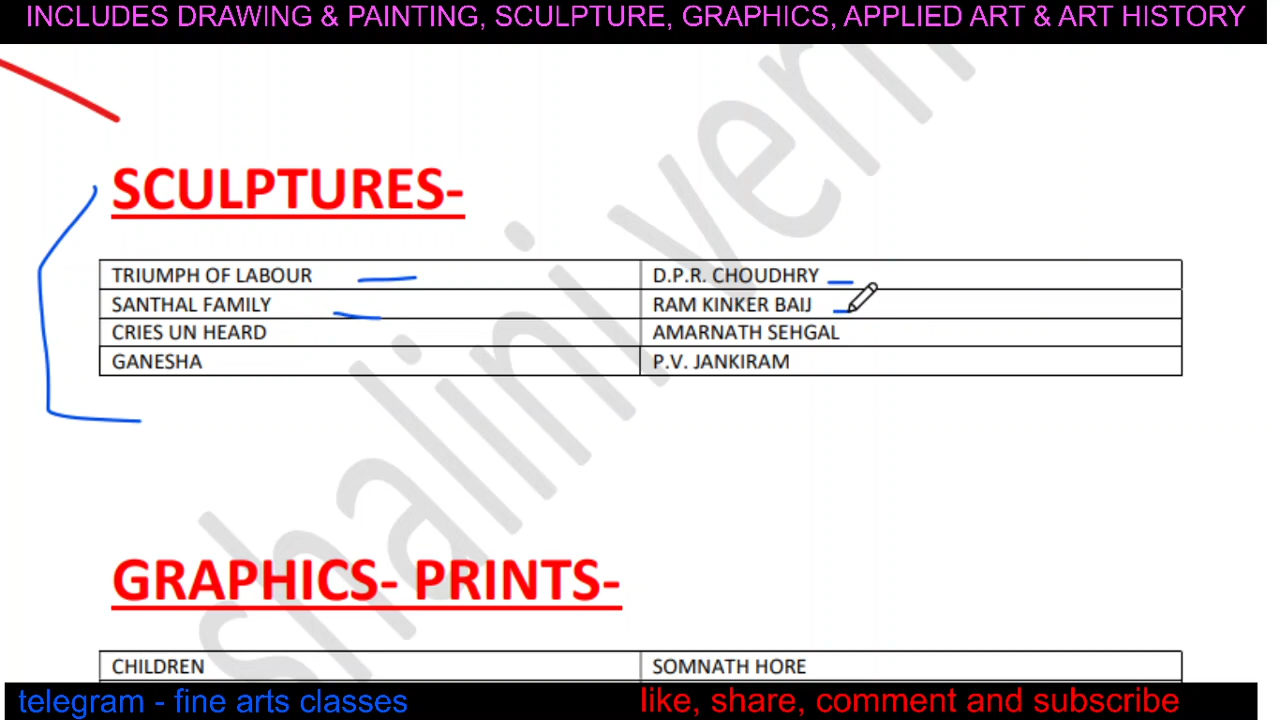 INCLUDES DRAWING & PAINTING, SCULPTURE, GRAPHICS, APPLIED ART & ART HISTORY
SCULPTURES-
TRIUMPH OF LABOUR D.P.R. CHOUDHRY
SANTHAL FAMILY RAM KINKER BAIJ
CRIES UN HEARD AMARNATH SEHGAL
GANESHA P.V. JANKIRAM
GRAPHICS- PRINTS-
CHILDREN SOMNATH HORE
shalini ver
telegram - fine arts classes like, share, comment and subscribe